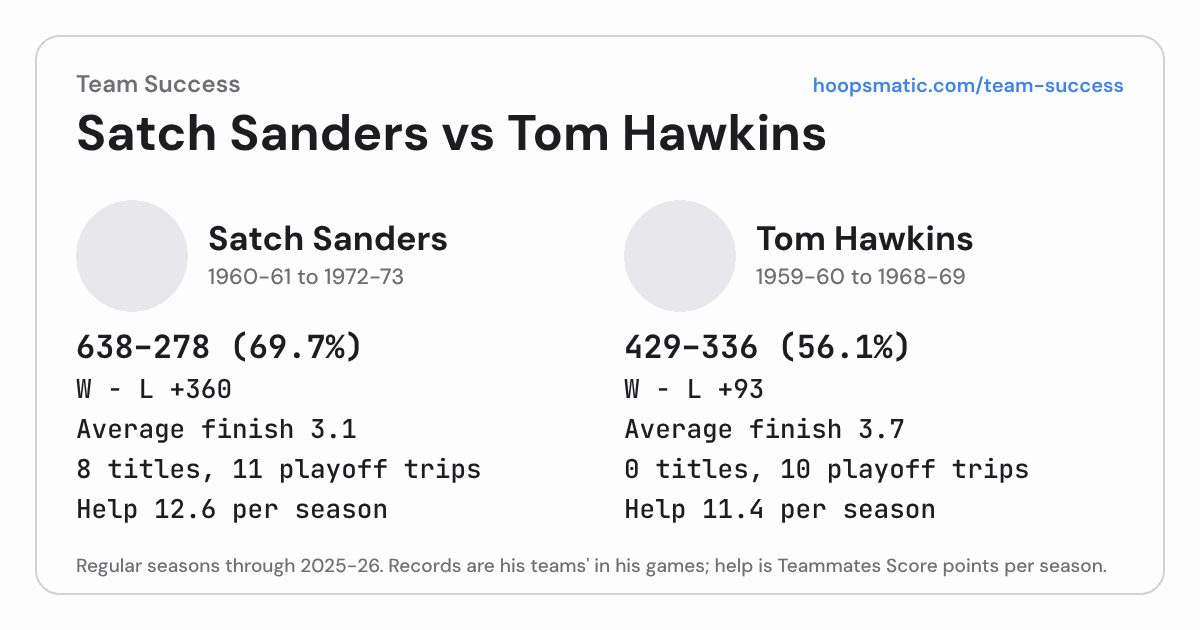 Team Success
hoopsmatic.com/team-success
Satch Sanders vs Tom Hawkins
Satch Sanders
1960-61 to 1972-73
638-278 (69.7%)
W - L +360
Average finish 3.1
8 titles, 11 playoff trips
Help 12.6 per season
Tom Hawkins
1959-60 to 1968-69
429-336 (56.1%)
W - L +93
Average finish 3.7
0 titles, 10 playoff trips
Help 11.4 per season
Regular seasons through 2025-26. Records are his teams' in his games; help is Teammates Score points per season.